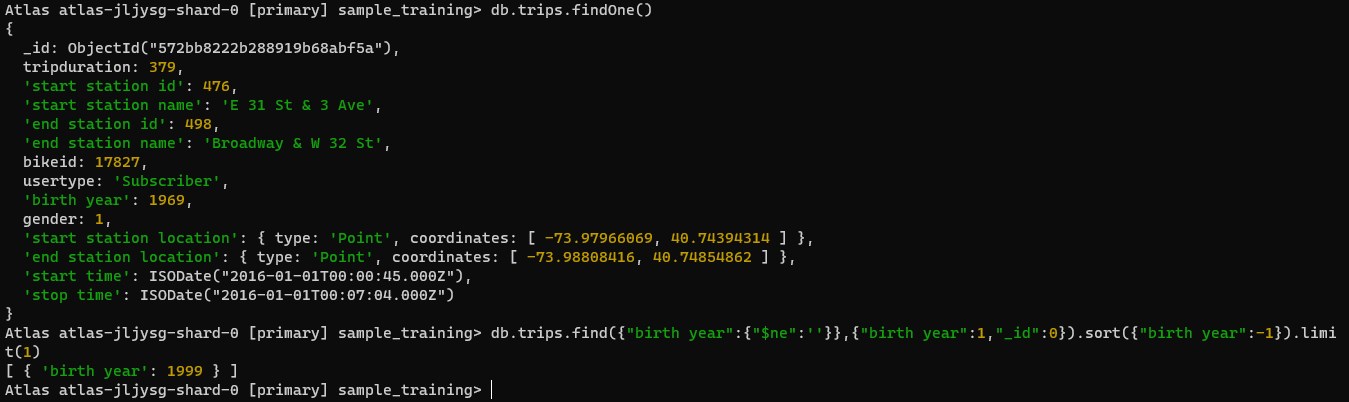 Atlas atlas-jljysg-shard-0 [primary] sample_training> db.trips.findOne()
{
  _id: ObjectId("572bb8222b288919b68abf5a"),
  tripduration: 379,
  'start station id': 476,
  'start station name': 'E 31 St & 3 Ave',
  'end station id': 498,
  'end station name': 'Broadway & W 32 St',
  bikeid: 17827,
  usertype: 'Subscriber',
  'birth year': 1969,
  gender: 1,
  'start station location': { type: 'Point', coordinates: [ -73.97966069, 40.74394314 ] },
  'end station location': { type: 'Point', coordinates: [ -73.98808416, 40.74854862 ] },
  'start time': ISODate("2016-01-01T00:00:45.000Z"),
  'stop time': ISODate("2016-01-01T00:07:04.000Z")
}
Atlas atlas-jljysg-shard-0 [primary] sample_training> db.trips.find({"birth year":{"$ne":''}},{"birth year":1,"_id":0}).sort({"birth year":-1}).limi
t(1)
[ { 'birth year': 1999 } ]
Atlas atlas-jljysg-shard-0 [primary] sample_training>